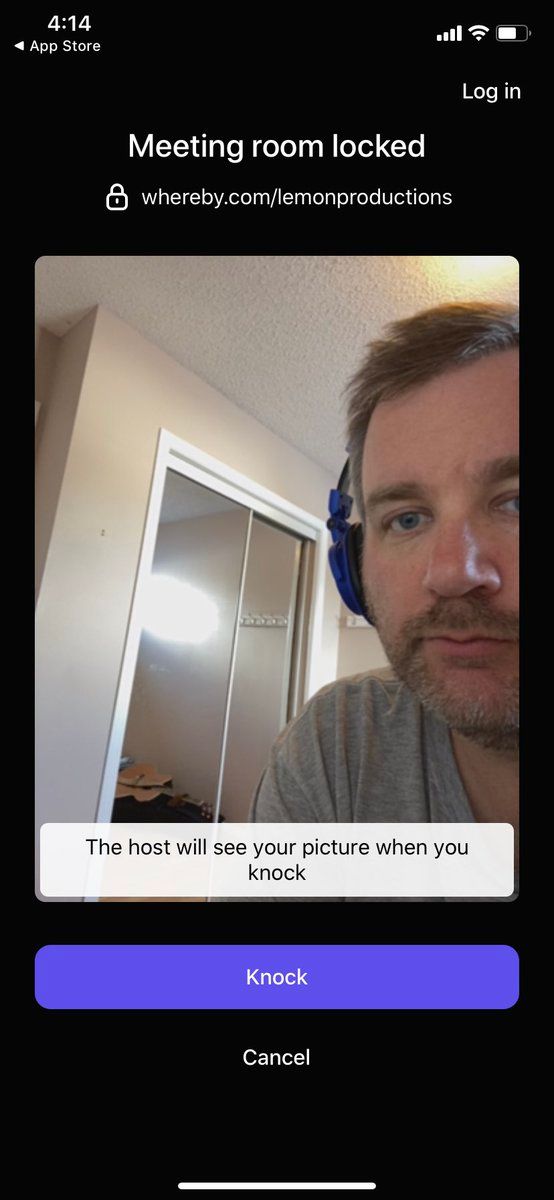 4:14
App Store
Log in
Meeting room locked
whereby.com/lemonproductions
The host will see your picture when you
knock
Knock
Cancel